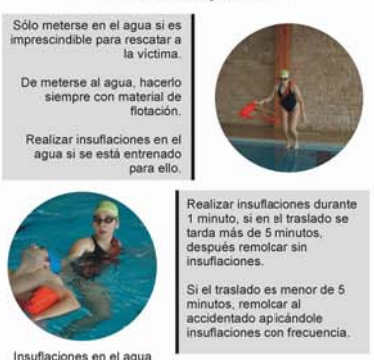 Sólo meterse en el agua si es
imprescindible para rescatar a
la víctima.
De meterse al agua, hacerlo
siempre con material de
flotación.
Realizar insuflaciones en el
agua si se está entrenado
para ello.
Realizar insuflaciones durante
1 minuto, si en el traslado se
tarda más de 5 minutos,
después remolcar sin
insuflaciones.
Si el traslado es menor de 5
minutos, remolcar al
accidentado apicándole
insuflaciones con frecuencia.
Insuflaciones en el agua